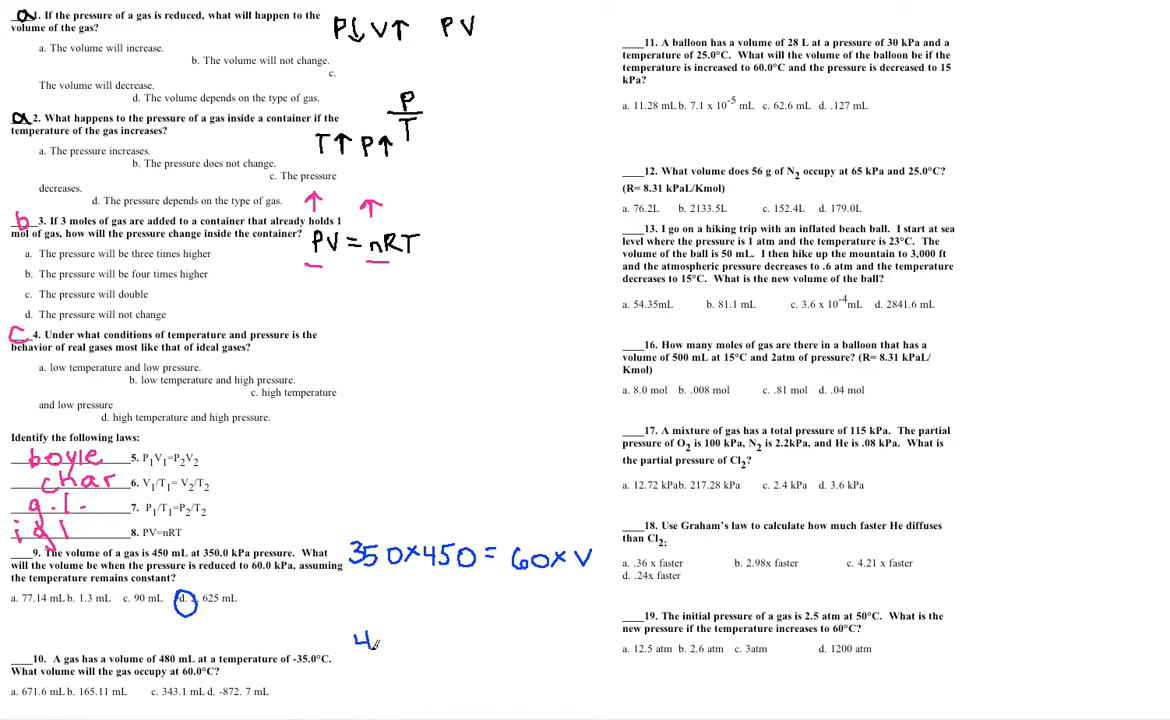 a 1. If the pressure of a gas is reduced, what will happen to the
volume of the gas?
P↓ V↑ PV
a. The volume will increase.
b. The volume will not change.
c.
The volume will decrease.
d. The volume depends on the type of gas.
a 2. What happens to the pressure of a gas inside a container if the
temperature of the gas increases?
P
T
T↑ P↑
a. The pressure increases.
b. The pressure does not change.
c. The pressure
decreases.
d. The pressure depends on the type of gas.
↑ ↑
b 3. If 3 moles of gas are added to a container that already holds 1
mol of gas, how will the pressure change inside the container?
PV = nRT
a. The pressure will be three times higher
b. The pressure will be four times higher
c. The pressure will double
d. The pressure will not change
C 4. Under what conditions of temperature and pressure is the
behavior of real gases most like that of ideal gases?
a. low temperature and low pressure.
b. low temperature and high pressure.
c. high temperature
and low pressure
d. high temperature and high pressure.
Identify the following laws:
boyle 5. P₁V₁=P₂V₂
char 6. V₁/T₁= V₂/T₂
g.l. 7. P₁/T₁=P₂/T₂
8. PV=nRT
____9. The volume of a gas is 450 mL at 350.0 kPa pressure. What
will the volume be when the pressure is reduced to 60.0 kPa, assuming
the temperature remains constant?
350×450 = 60×V
a. 77.14 mL b. 1.3 mL c. 90 mL d. 625 mL
4
____10. A gas has a volume of 480 mL at a temperature of -35.0°C.
What volume will the gas occupy at 60.0°C?
a. 671.6 mL b. 165.11 mL c. 343.1 mL d. -872. 7 mL
____11. A balloon has a volume of 28 L at a pressure of 30 kPa and a
temperature of 25.0°C. What will the volume of the balloon be if the
temperature is increased to 60.0°C and the pressure is decreased to 15
kPa?
a. 11.28 mL b. 7.1 x 10⁻⁵ mL c. 62.6 mL d. .127 mL
____12. What volume does 56 g of N₂ occupy at 65 kPa and 25.0°C?
(R= 8.31 kPaL/Kmol)
a. 76.2L b. 2133.5L c. 152.4L d. 179.0L
____13. I go on a hiking trip with an inflated beach ball. I start at sea
level where the pressure is 1 atm and the temperature is 23°C. The
volume of the ball is 50 mL. I then hike up the mountain to 3,000 ft
and the atmospheric pressure decreases to .6 atm and the temperature
decreases to 15°C. What is the new volume of the ball?
a. 54.35mL b. 81.1 mL c. 3.6 x 10⁻⁴mL d. 2841.6 mL
____16. How many moles of gas are there in a balloon that has a
volume of 500 mL at 15°C and 2atm of pressure? (R= 8.31 kPaL/
Kmol)
a. 8.0 mol b. .008 mol c. .81 mol d. .04 mol
____17. A mixture of gas has a total pressure of 115 kPa. The partial
pressure of O₂ is 100 kPa, N₂ is 2.2kPa, and He is .08 kPa. What is
the partial pressure of Cl₂?
a. 12.72 kPa b. 217.28 kPa c. 2.4 kPa d. 3.6 kPa
____18. Use Graham’s law to calculate how much faster He diffuses
than Cl₂:
a. .36 x faster b. 2.98x faster c. 4.21 x faster
d. .24x faster
____19. The initial pressure of a gas is 2.5 atm at 50°C. What is the
new pressure if the temperature increases to 60°C?
a. 12.5 atm b. 2.6 atm c. 3atm d. 1200 atm